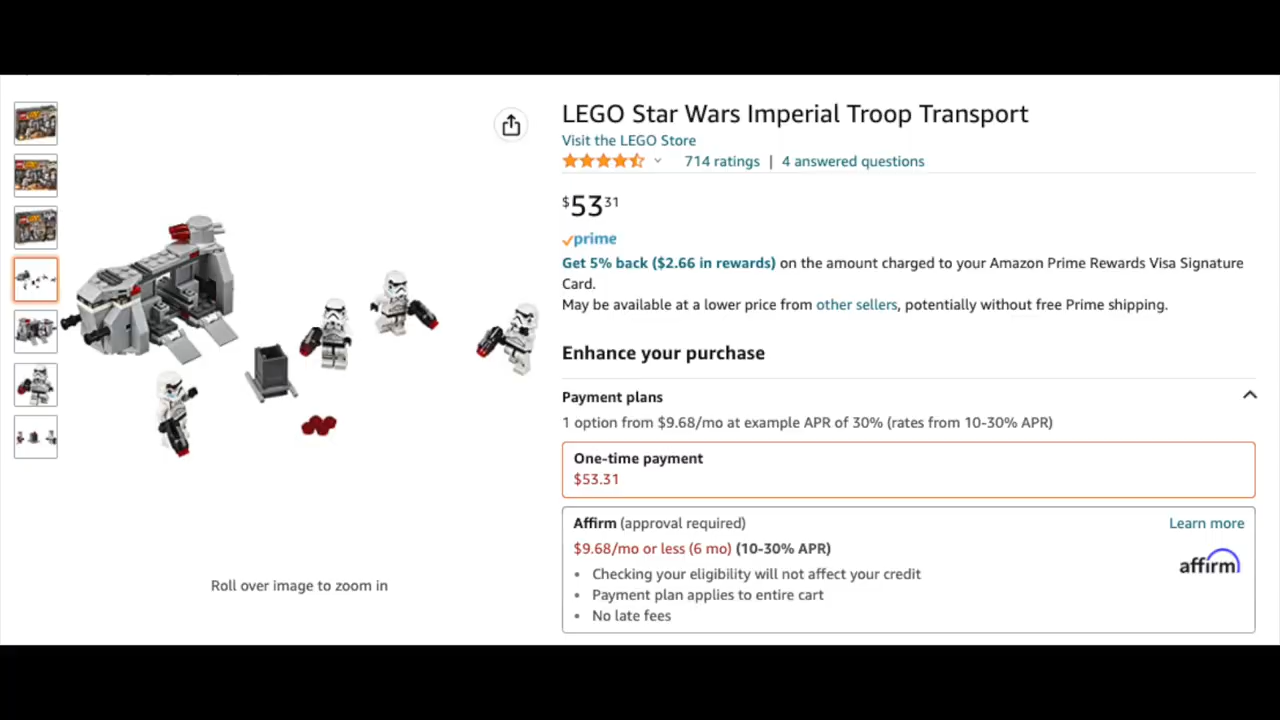 LEGO Star Wars Imperial Troop Transport
Visit the LEGO Store
714 ratings | 4 answered questions
$53 31
prime
Get 5% back ($2.66 in rewards) on the amount charged to your Amazon Prime Rewards Visa Signature
Card.
May be available at a lower price from other sellers, potentially without free Prime shipping.
Enhance your purchase
Payment plans
1 option from $9.68/mo at example APR of 30% (rates from 10-30% APR)
One-time payment
$53.31
Affirm (approval required)
Learn more
$9.68/mo or less (6 mo) (10-30% APR)
affirm
• Checking your eligibility will not affect your credit
• Payment plan applies to entire cart
• No late fees
Roll over image to zoom in